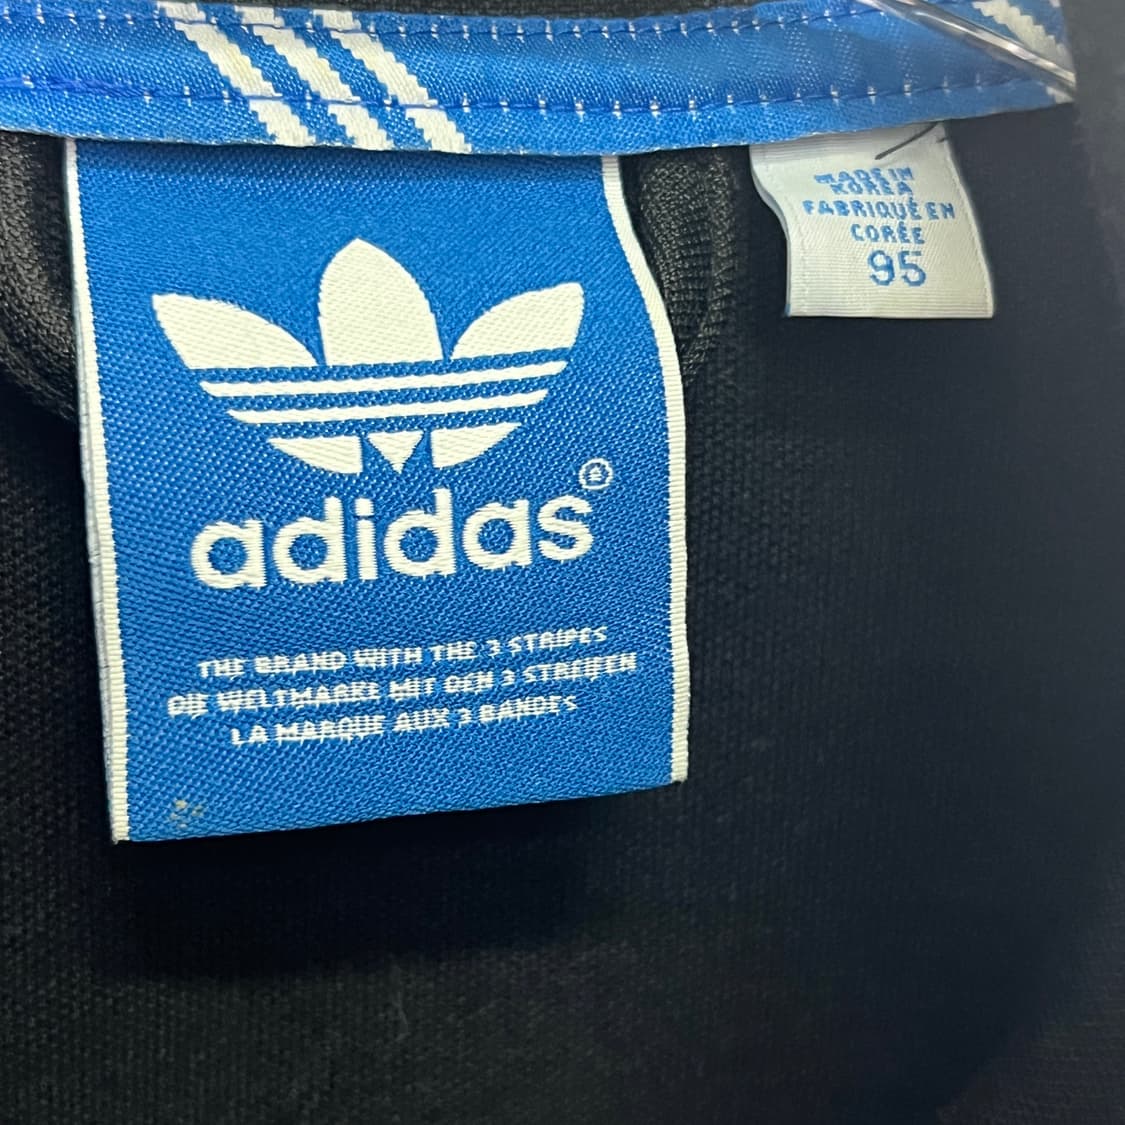 adidas®
THE BRAND WITH THE 3 STRIPES
DIE WELTMARKE MIT DEN 3 STREIFEN
LA MARQUE AUX 3 BANDES
MADE IN
KOREA
FABRIQUÉ EN
CORÉE
95